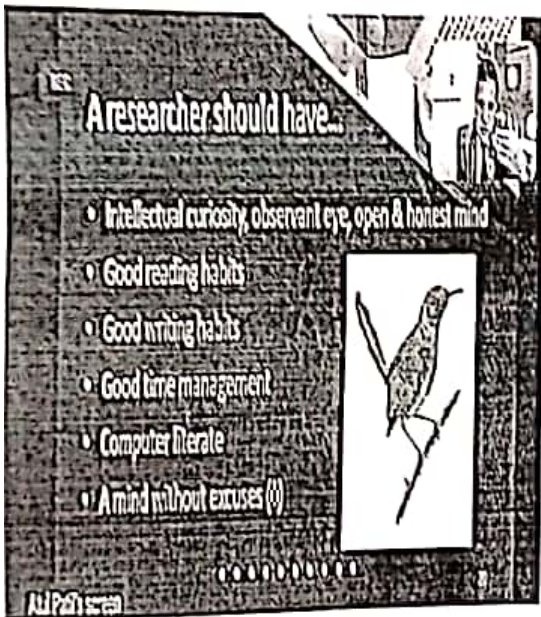 A researcher should have...
• Intellectual curiosity, observant eye, open & honest mind
• Good reading habits
• Good writing habits
• Good time management
• Computer literate
• A mind without excuses (!)
screen